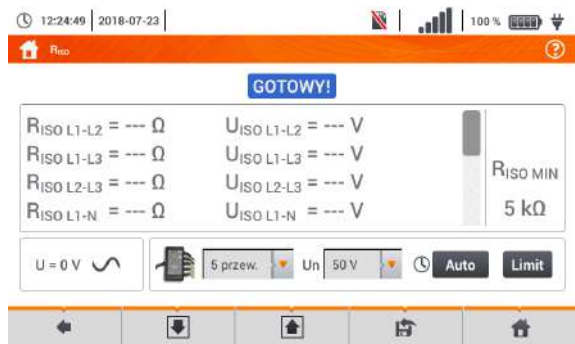 12:24:49 2018-07-23 100 %
RISO ?
GOTOWY!
RISO L1-L2 = --- Ω UISO L1-L2 = --- V
RISO L1-L3 = --- Ω UISO L1-L3 = --- V
RISO L2-L3 = --- Ω UISO L2-L3 = --- V
RISO L1-N = --- Ω UISO L1-N = --- V
RISO MIN
5 kΩ
U = 0 V 5 przew. Un 50 V Auto Limit